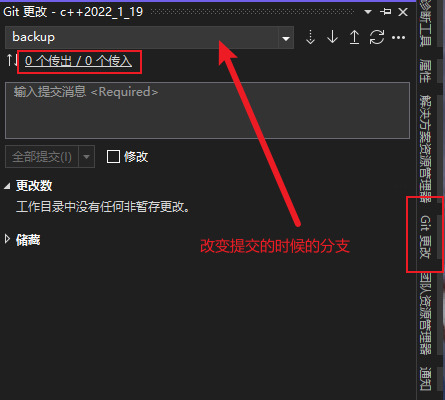 Git 更改 - c++2022_1_19
backup
0 个传出 / 0 个传入
输入提交消息 <Required>
全部提交(I)
修改
更改数
工作目录中没有任何非暂存更改。
储藏
改变提交的时候的分支
诊断工具
属性
解决方案资源管理器
Git 更改
团队资源管理器
通知